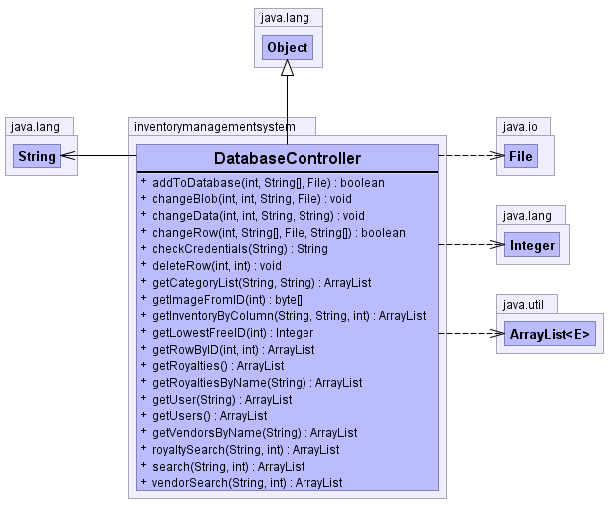 java.lang
Object
java.lang
String
inventorymanagementsystem
DatabaseController
+ addToDatabase(int, String[], File) : boolean
+ changeBlob(int, int, String, File) : void
+ changeData(int, int, String, String) : void
+ changeRow(int, String[], File, String[]) : boolean
+ checkCredentials(String) : String
+ deleteRow(int, int) : void
+ getCategoryList(String, String) : ArrayList
+ getImageFromID(int) : byte[]
+ getInventoryByColumn(String, String, int) : ArrayList
+ getLowestFreeID(int) : Integer
+ getRowByID(int, int) : ArrayList
+ getRoyalties() : ArrayList
+ getRoyaltiesByName(String) : ArrayList
+ getUser(String) : ArrayList
+ getUsers() : ArrayList
+ getVendorsByName(String) : ArrayList
+ royaltySearch(String, int) : ArrayList
+ search(String, int) : ArrayList
+ vendorSearch(String, int) : ArrayList
java.io
File
java.lang
Integer
java.util
ArrayList<E>